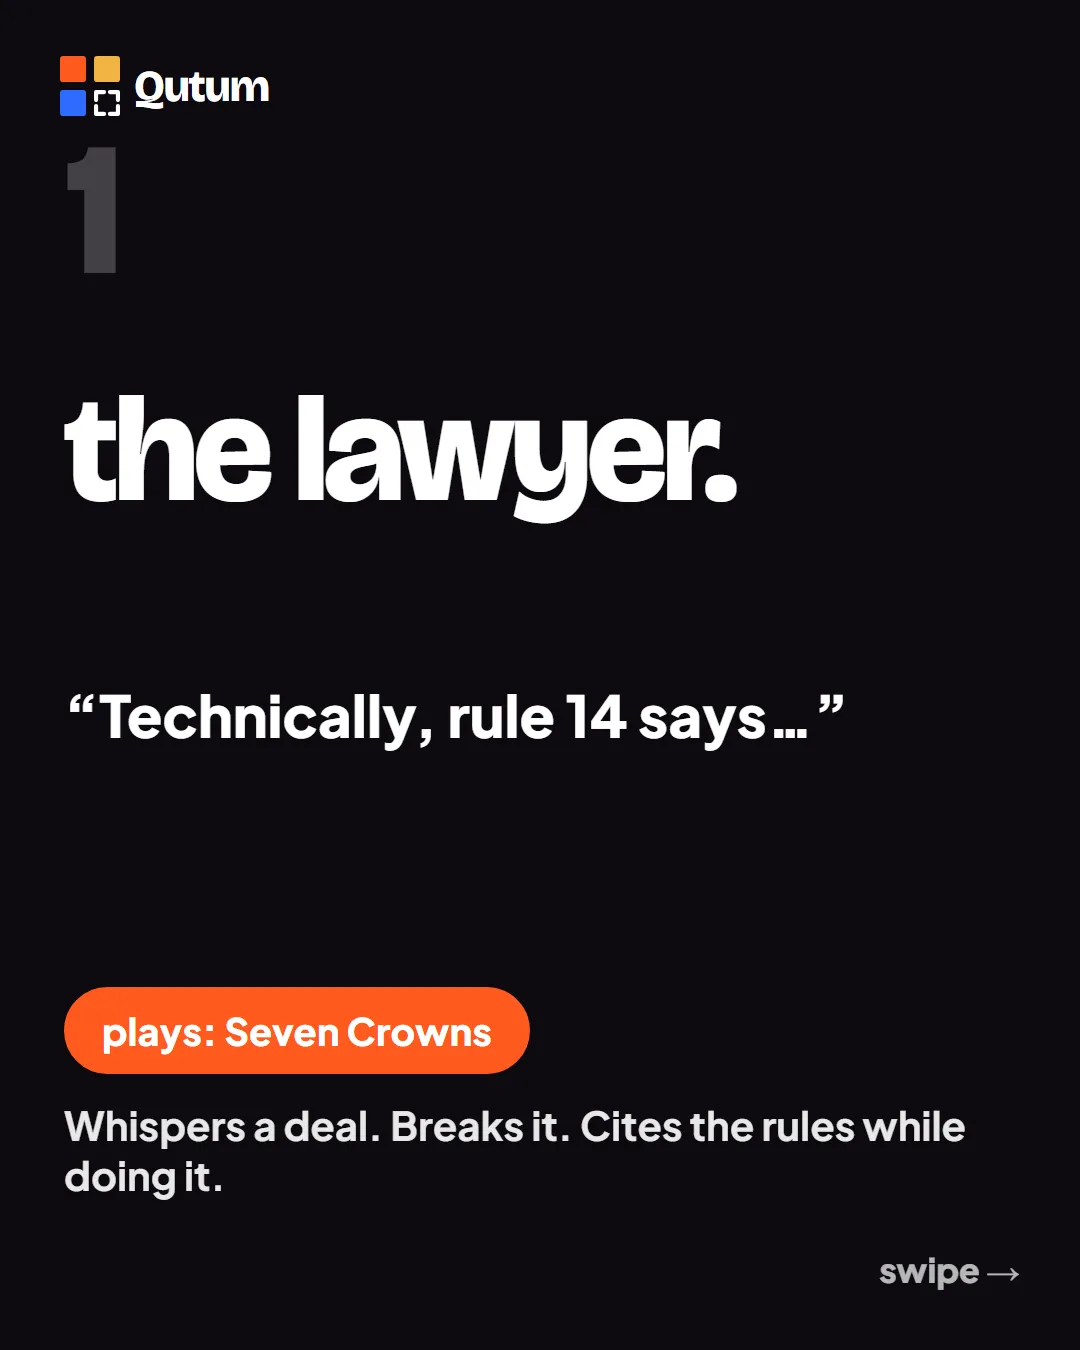 Qutum
1
the lawyer.
“Technically, rule 14 says…”
plays: Seven Crowns
Whispers a deal. Breaks it. Cites the rules while
doing it.
swipe →